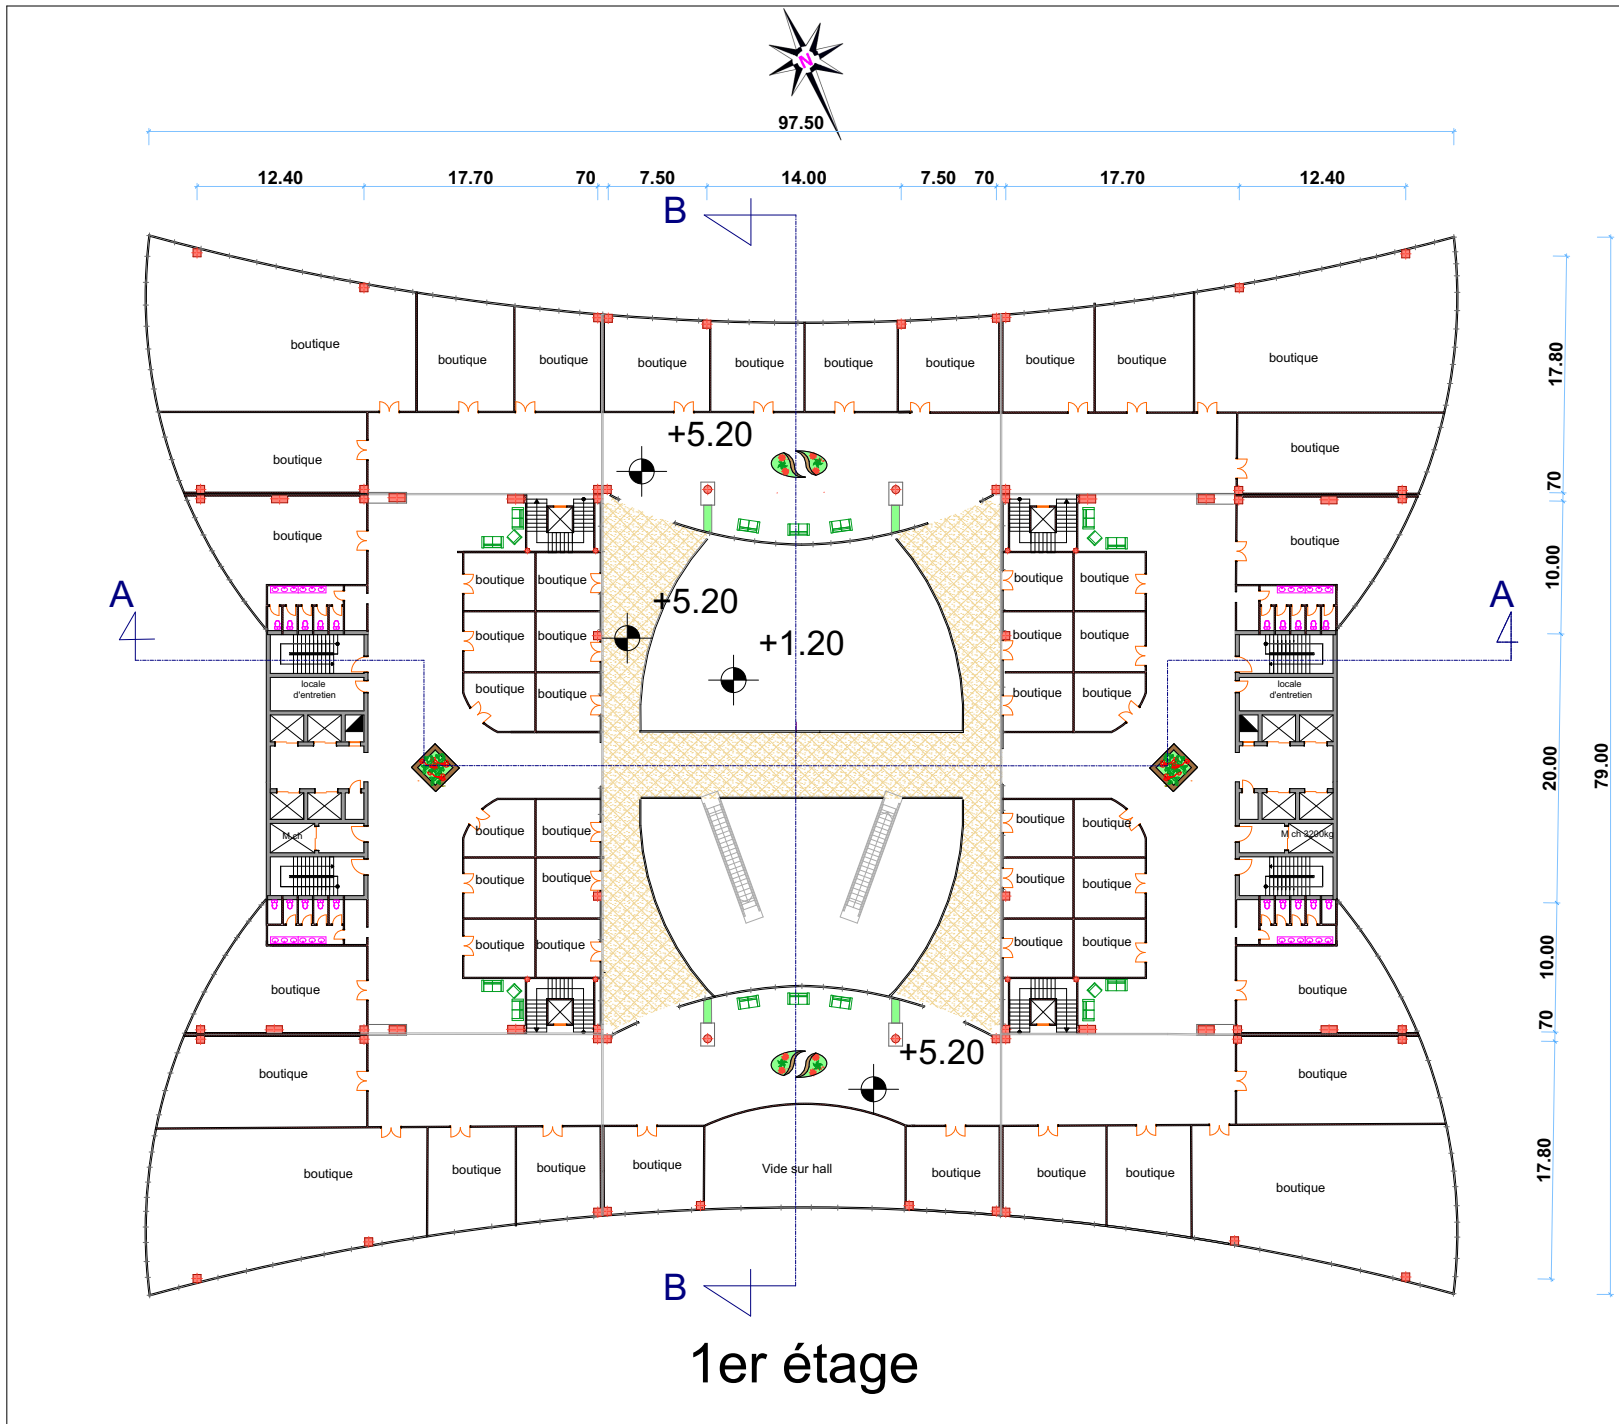 N
97.50
12.40 17.70 70 7.50 14.00 7.50 70 17.70 12.40
B
boutique boutique boutique boutique boutique boutique boutique boutique boutique boutique
17.80
+5.20
boutique boutique
70
boutique boutique
10.00
boutique boutique boutique boutique
A +5.20 A
boutique boutique +1.20 boutique boutique
locale
d'entretien
boutique boutique boutique boutique
locale
d'entretien
20.00
79.00
boutique boutique boutique boutique
M ch M ch 3200kg
boutique boutique boutique boutique
boutique boutique boutique boutique
10.00
boutique boutique
70
+5.20
boutique boutique
boutique boutique boutique boutique Vide sur hall boutique boutique boutique boutique
17.80
B
1er étage